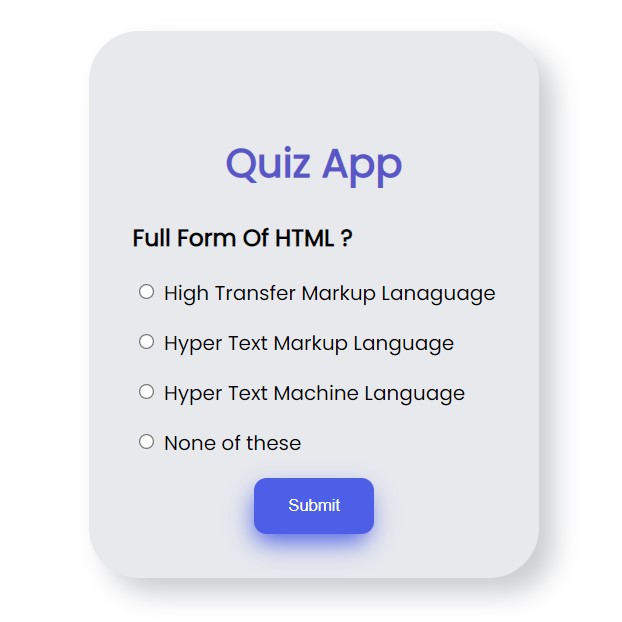 Quiz App
Full Form Of HTML ?
High Transfer Markup Lanaguage
Hyper Text Markup Language
Hyper Text Machine Language
None of these
Submit